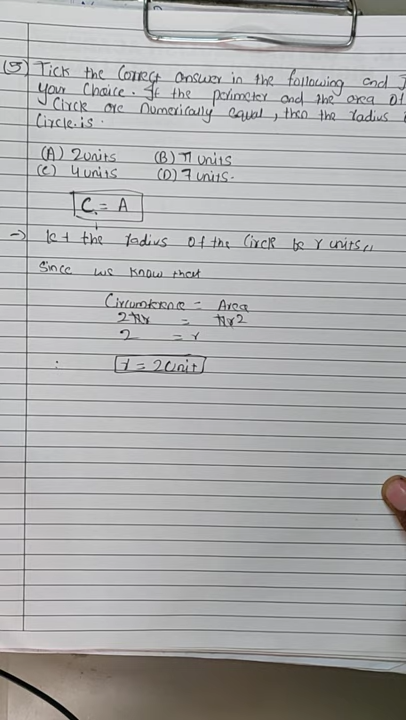 (5) Tick the Correct answer in the following and J
your Choice. If the perimeter and the area of
Circle are Numerically equal, then the radius i
Circle.is.
(A) 2units (B) π units
(C) 4units (D) 7 units.
C = A
→ let the radius of the Circle be r units,,
Since we know that
Circumference = Area
2πr = πr2
2 = r
: r = 2unit